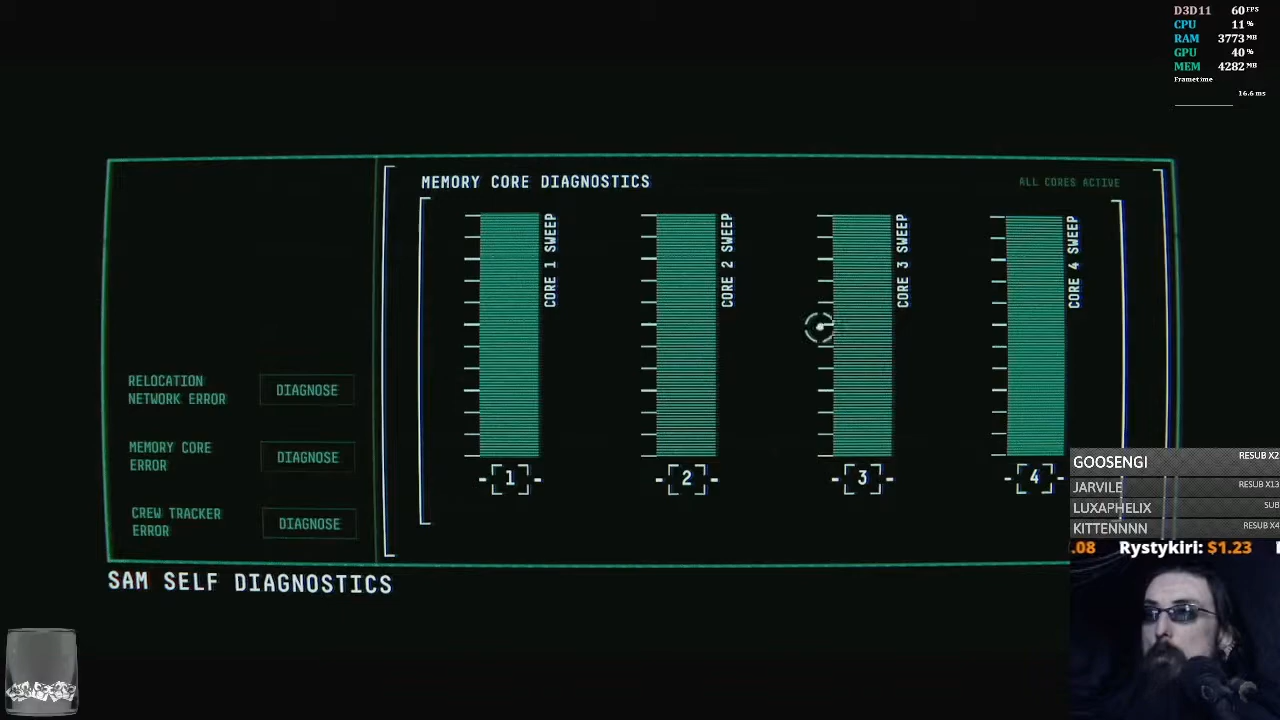 D3D11 60 FPS
CPU 11 %
RAM 3773 MB
GPU 40 %
MEM 4282 MB
Frametime
16.6 ms
MEMORY CORE DIAGNOSTICS
ALL CORES ACTIVE
CORE 1 SWEEP
CORE 2 SWEEP
CORE 3 SWEEP
CORE 4 SWEEP
1
2
3
4
RELOCATION
NETWORK ERROR
DIAGNOSE
MEMORY CORE
ERROR
DIAGNOSE
CREW TRACKER
ERROR
DIAGNOSE
SAM SELF DIAGNOSTICS
GOOSENGI RESUB X2
JARVILE RESUB X13
LUXAPHELIX SUB
KITTENNNN RESUB X4
.08 Rystykiri: $1.23